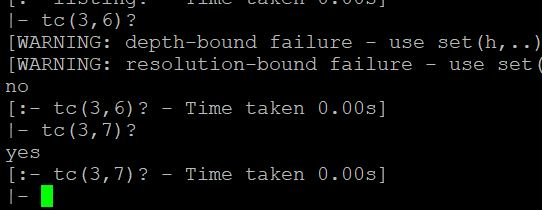 [:- listing? - Time taken 0.00s]
|- tc(3,6)?
[WARNING: depth-bound failure - use set(h,..)
[WARNING: resolution-bound failure - use set(
no
[:- tc(3,6)? - Time taken 0.00s]
|- tc(3,7)?
yes
[:- tc(3,7)? - Time taken 0.00s]
|-